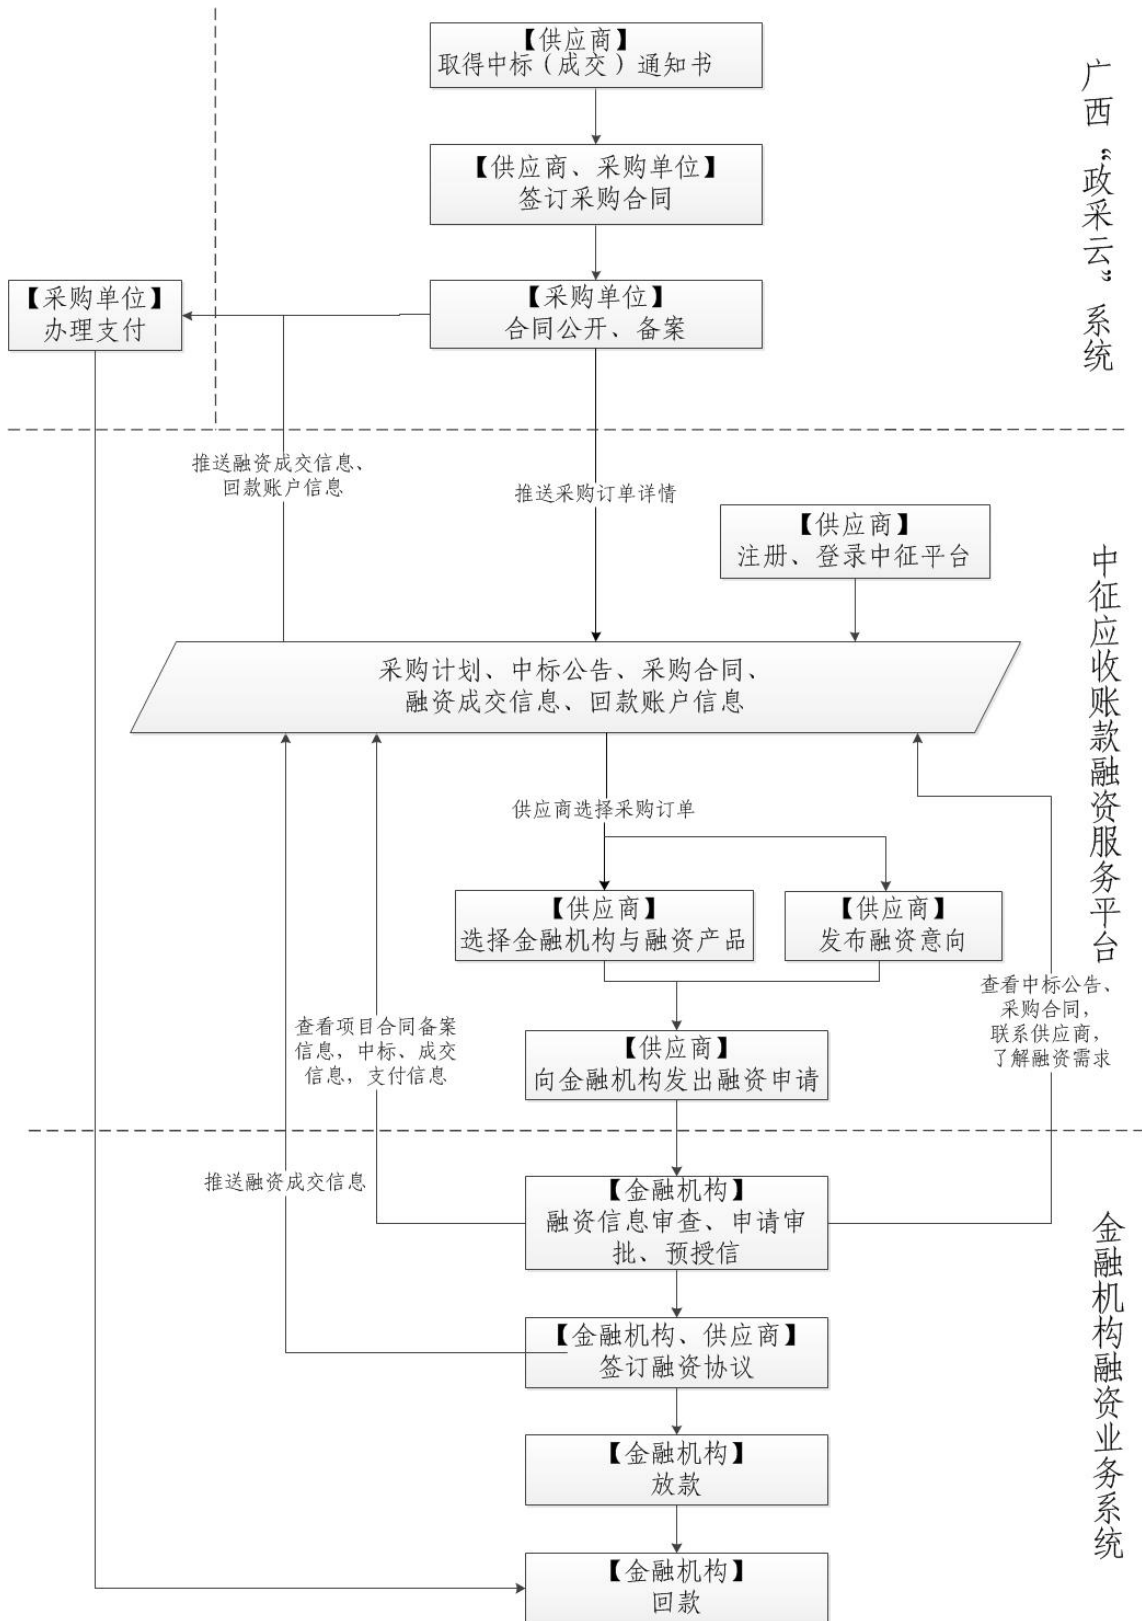 【供应商】
取得中标（成交）通知书
【供应商、采购单位】
签订采购合同
【采购单位】
合同公开、备案
【采购单位】
办理支付
广西“政采云”系统
推送融资成交信息、
回款账户信息
推送采购订单详情
【供应商】
注册、登录中征平台
采购计划、中标公告、采购合同、
融资成交信息、回款账户信息
供应商选择采购订单
【供应商】
选择金融机构与融资产品
【供应商】
发布融资意向
中征应收账款融资服务平台
查看项目合同备案
信息，中标、成交
信息，支付信息
【供应商】
向金融机构发出融资申请
查看中标公告、
采购合同，
联系供应商，
了解融资需求
推送融资成交信息
【金融机构】
融资信息审查、申请审
批、预授信
【金融机构、供应商】
签订融资协议
【金融机构】
放款
【金融机构】
回款
金融机构融资业务系统